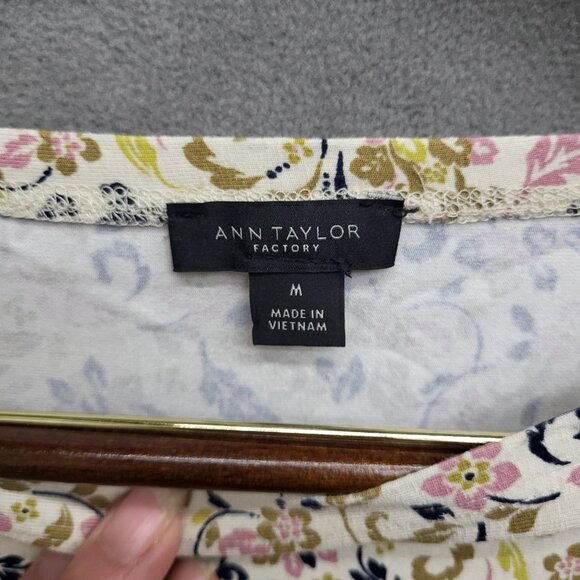 ANN TAYLOR
FACTORY
M
MADE IN
VIETNAM